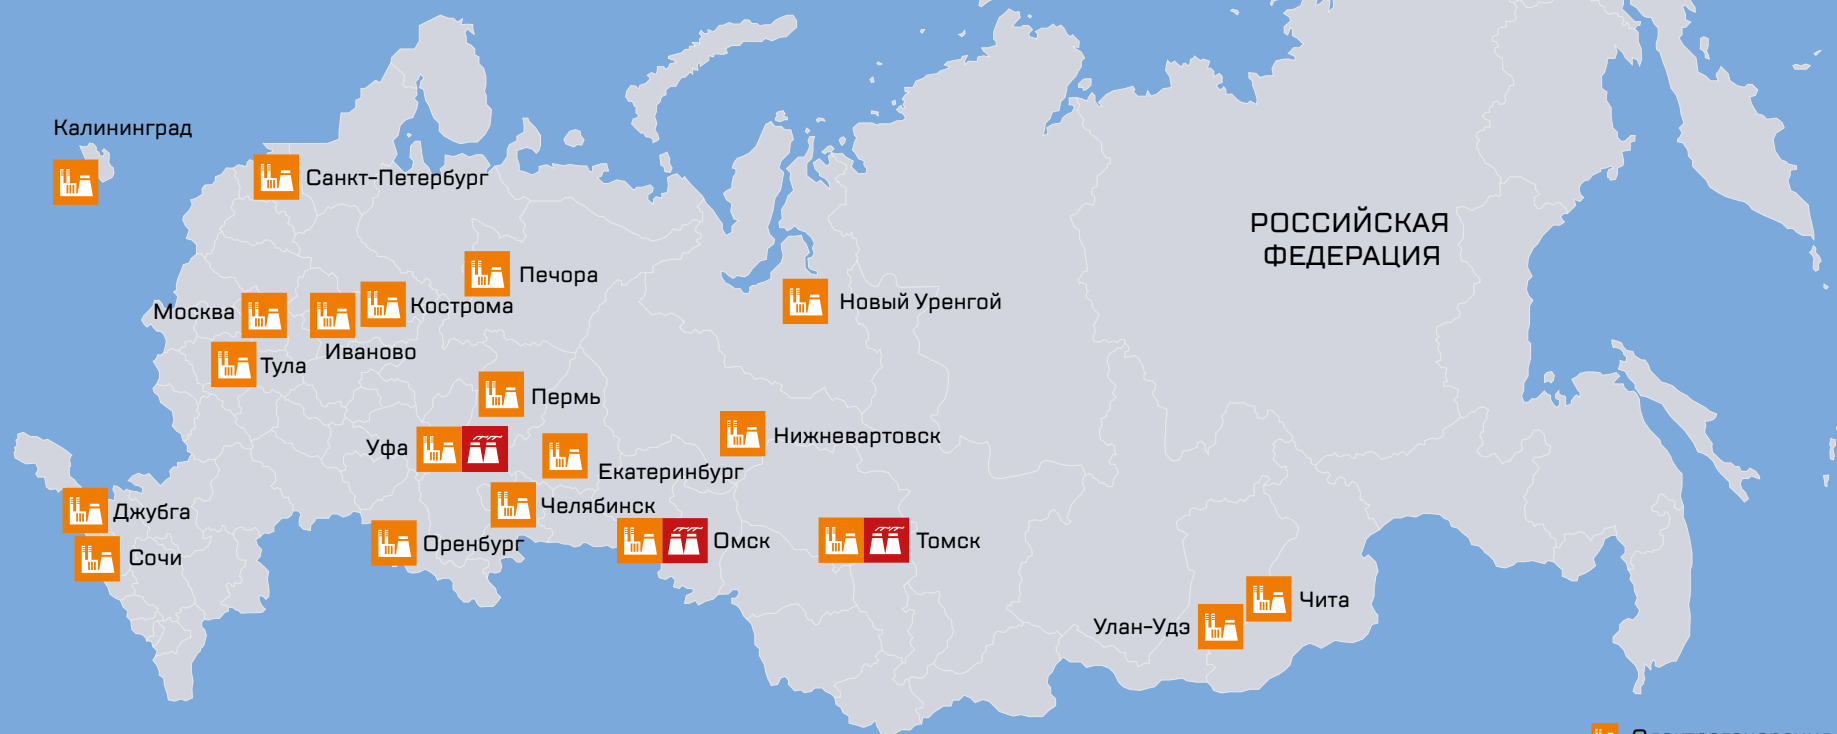 Калининград
Санкт-Петербург
РОССИЙСКАЯ
ФЕДЕРАЦИЯ
Печора
Новый Уренгой
Москва
Кострома
Иваново
Тула
Пермь
Нижневартовск
Уфа
Екатеринбург
Челябинск
Джубга
Оренбург
Омск
Томск
Сочи
Чита
Улан-Удэ